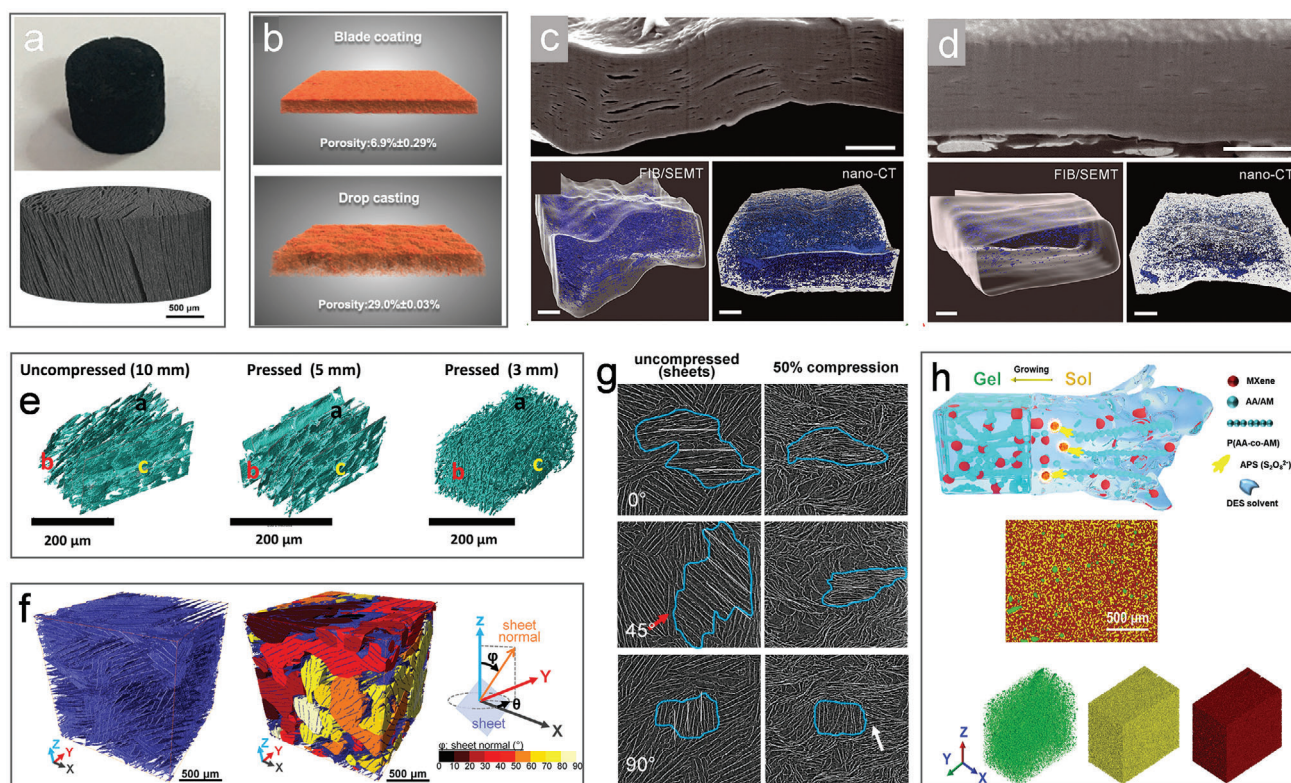 a
500 µm
b
Blade coating
Porosity:6.9%±0.29%
Drop casting
Porosity:29.0%±0.03%
c
FIB/SEMT
nano-CT
d
FIB/SEMT
nano-CT
e
Uncompressed (10 mm)
Pressed (5 mm)
Pressed (3 mm)
a
b
c
200 µm
a
b
c
200 µm
a
b
c
200 µm
f
Z
Y
X
500 µm
Z
Y
X
500 µm
Z
sheet
normal
φ
Y
θ
X
sheet
φ: sheet normal (°)
0 10 20 30 40 50 60 70 80 90
g
uncompressed
(sheets)
50% compression
0°
45°
90°
h
Gel
Growing
Sol
MXene
AA/AM
P(AA-co-AM)
APS (S₂O₈²⁻)
DES solvent
500 µm
Z
Y
X